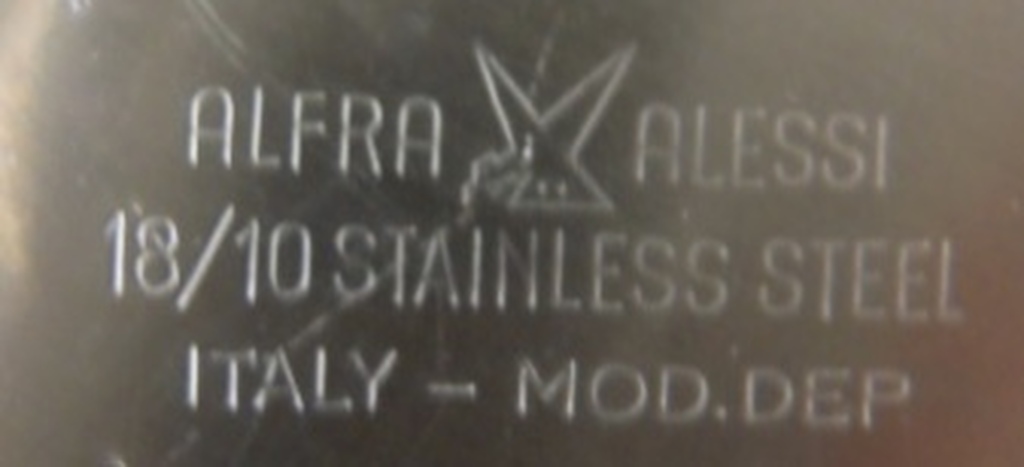 ALFRA ALESSI
18/10 STAINLESS STEEL
ITALY - MOD.DEP